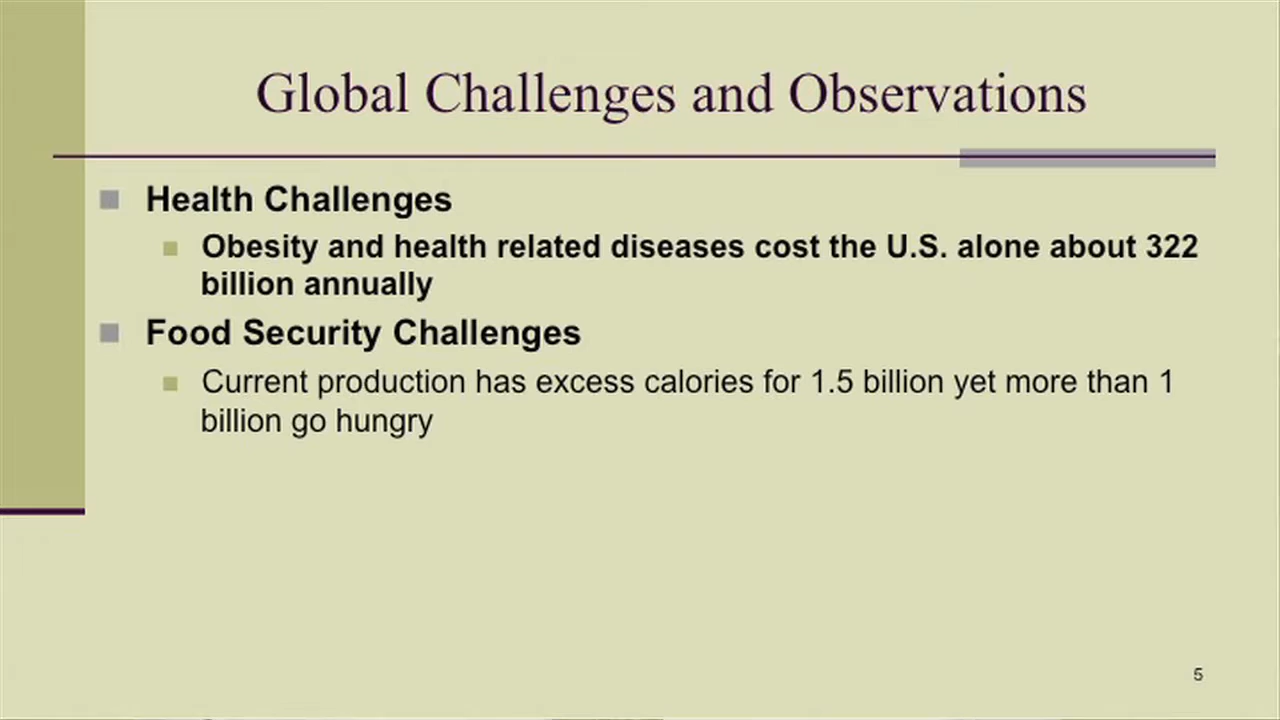 Global Challenges and Observations
Health Challenges
Obesity and health related diseases cost the U.S. alone about 322
billion annually
Food Security Challenges
Current production has excess calories for 1.5 billion yet more than 1
billion go hungry
5